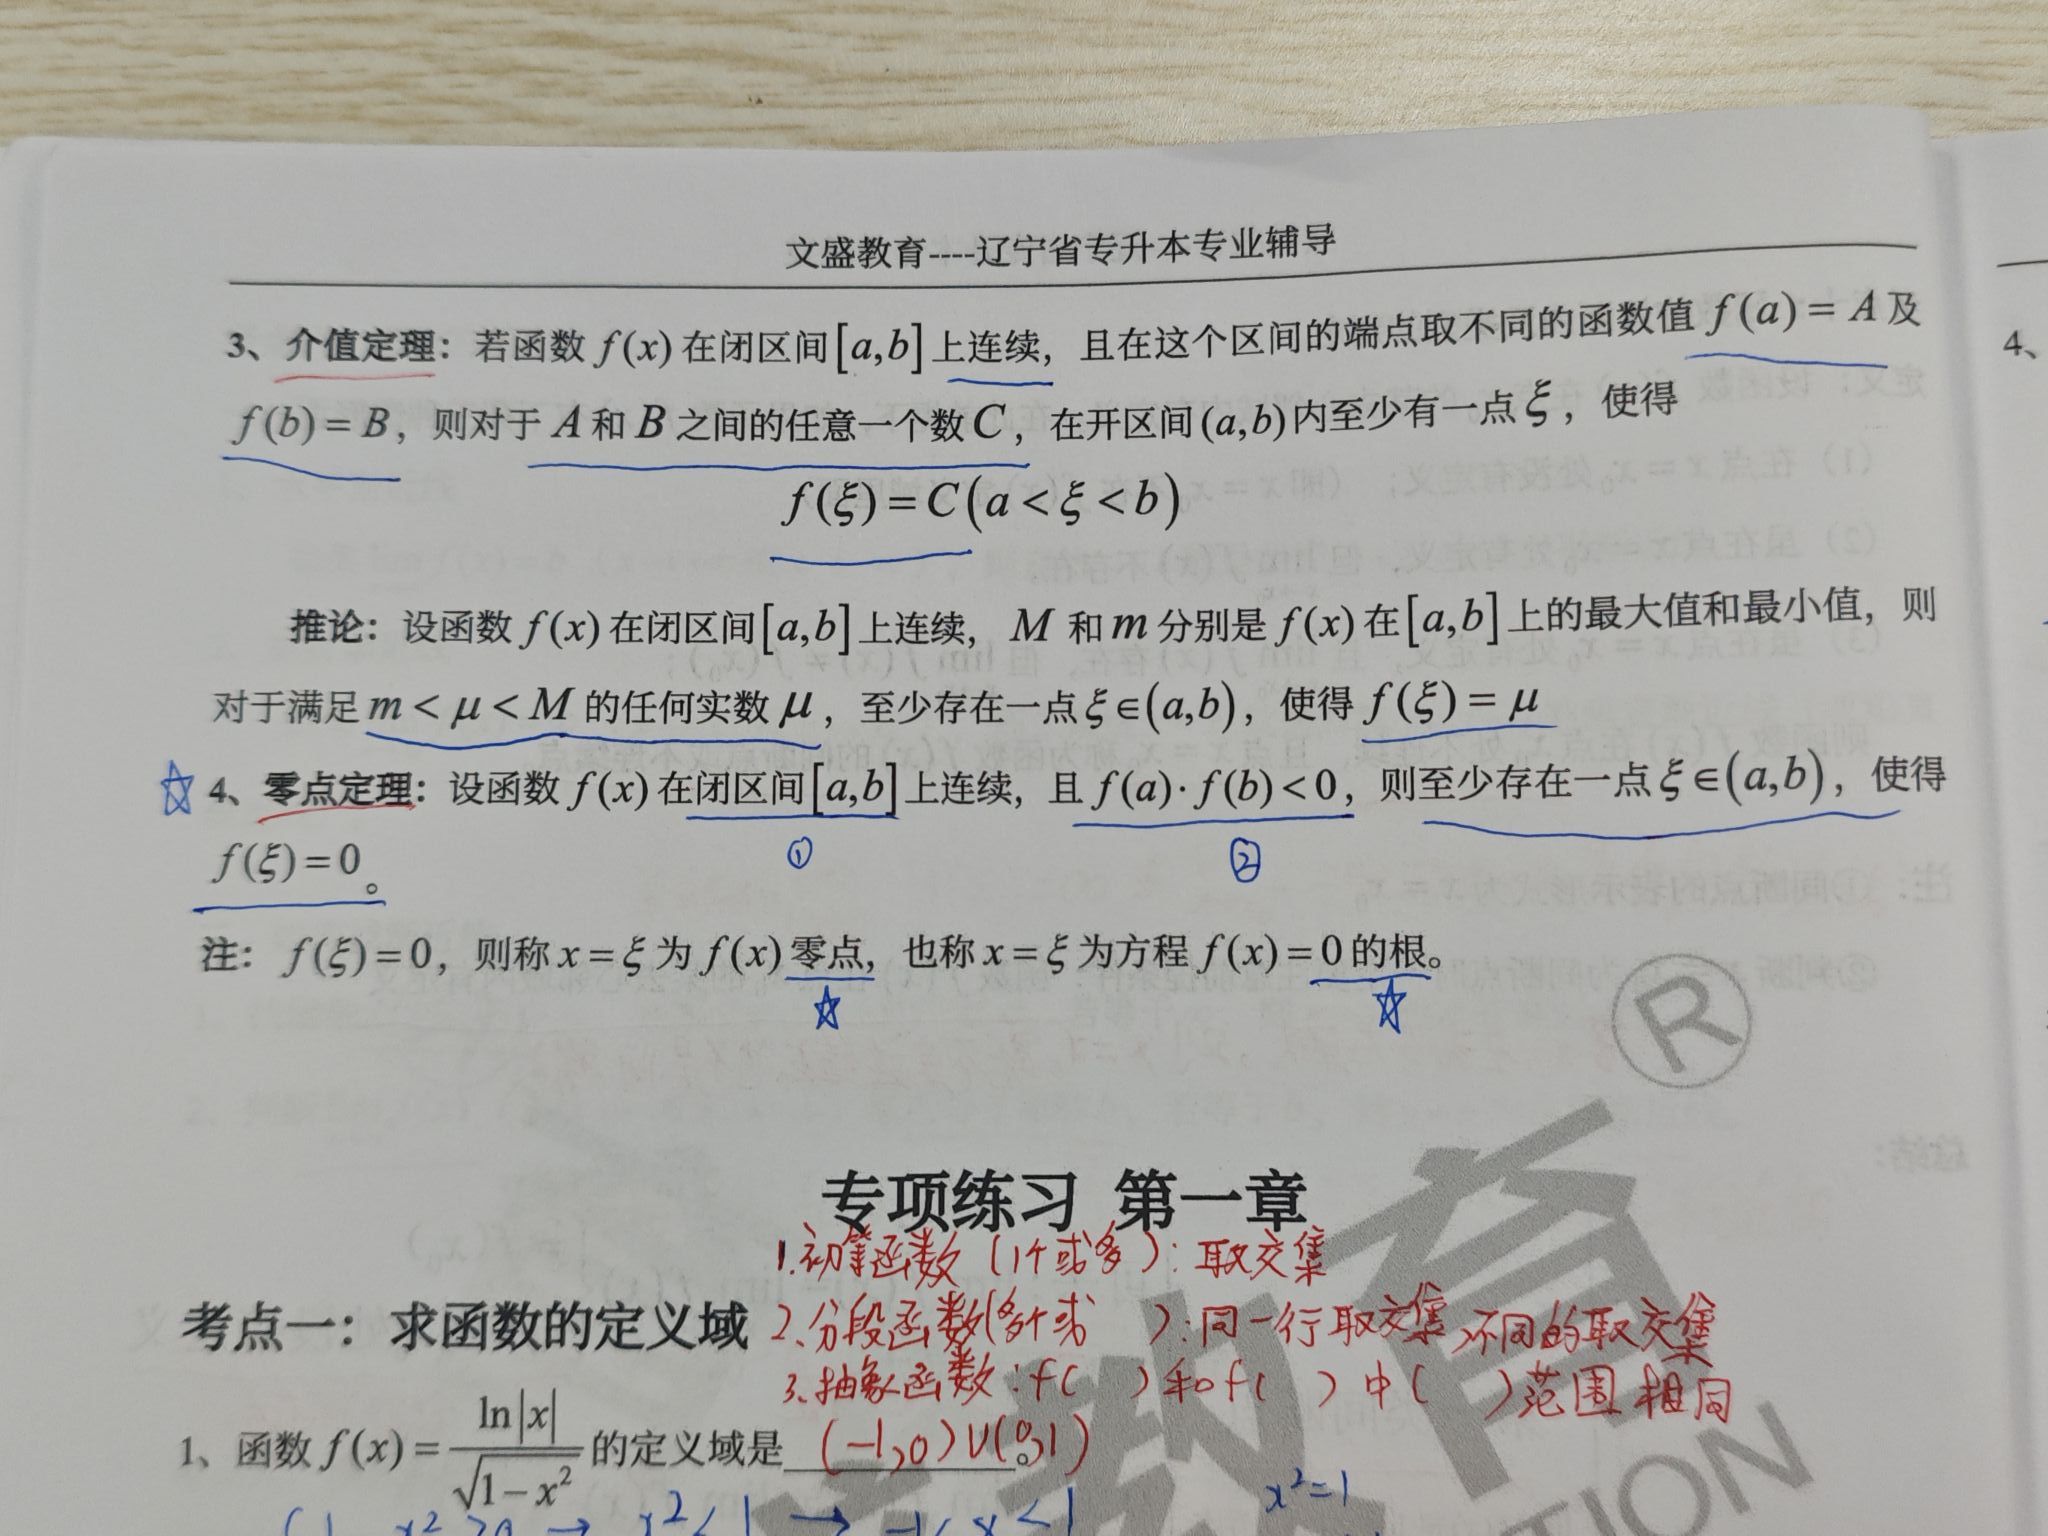 文盛教育----辽宁省专升本专业辅导
3、介值定理：若函数 f(x) 在闭区间[a,b]上连续，且在这个区间的端点取不同的函数值 f(a) = A 及
f(b) = B，则对于 A 和 B 之间的任意一个数 C，在开区间(a,b)内至少有一点 ξ，使得
f(ξ) = C(a < ξ < b)
推论：设函数 f(x) 在闭区间[a,b]上连续， M 和 m 分别是 f(x) 在[a,b]上的最大值和最小值，则
对于满足 m < μ < M 的任何实数 μ，至少存在一点 ξ∈(a,b)，使得 f(ξ) = μ
☆ 4、零点定理：设函数 f(x) 在闭区间[a,b]上连续，且 f(a)·f(b) < 0，则至少存在一点 ξ∈(a,b)，使得
① ②
f(ξ) = 0。
注： f(ξ) = 0，则称 x = ξ 为 f(x) 零点，也称 x = ξ 为方程 f(x) = 0 的根。
☆ ☆
®
专项练习 第一章
1.初等函数（1个或多）：取交集
考点一：求函数的定义域
2.分段函数(多个或 ）：同一行取交集,不同的取交集
3.抽象函数：f( ) 和 f( ) 中( )范围相同
1、函数 f(x) = ln|x| / √(1-x²) 的定义域是 (-1,0)∪(0,1)。
x²=1
x² < 1 → -1 < x < 1
教育
TION
4、